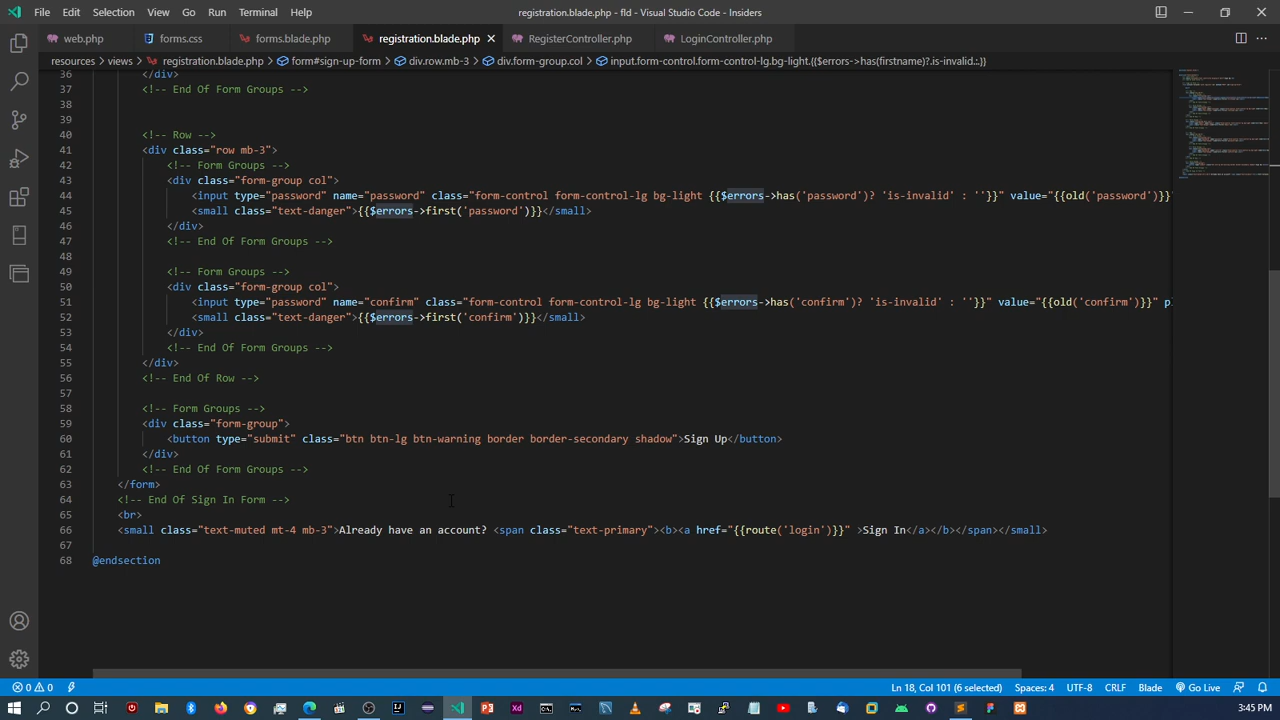 File Edit Selection View Go Run Terminal Help registration.blade.php - fld - Visual Studio Code - Insiders
web.php forms.css forms.blade.php registration.blade.php RegisterController.php LoginController.php
resources > views > registration.blade.php > form#sign-up-form > div.row.mb-3 > div.form-group.col > input.form-control.form-control-lg.bg-light.{{$errors->has(firstname)?.is-invalid.:.}}
36 </div>
37 <!-- End Of Form Groups -->
38
39
40 <!-- Row -->
41 <div class="row mb-3">
42 <!-- Form Groups -->
43 <div class="form-group col">
44 <input type="password" name="password" class="form-control form-control-lg bg-light {{$errors->has('password')? 'is-invalid' : ''}}" value="{{old('password')}}"
45 <small class="text-danger">{{$errors->first('password')}}</small>
46 </div>
47 <!-- End Of Form Groups -->
48
49 <!-- Form Groups -->
50 <div class="form-group col">
51 <input type="password" name="confirm" class="form-control form-control-lg bg-light {{$errors->has('confirm')? 'is-invalid' : ''}}" value="{{old('confirm')}}" pl
52 <small class="text-danger">{{$errors->first('confirm')}}</small>
53 </div>
54 <!-- End Of Form Groups -->
55 </div>
56 <!-- End Of Row -->
57
58 <!-- Form Groups -->
59 <div class="form-group">
60 <button type="submit" class="btn btn-lg btn-warning border border-secondary shadow">Sign Up</button>
61 </div>
62 <!-- End Of Form Groups -->
63 </form>
64 <!-- End Of Sign In Form -->
65 <br>
66 <small class="text-muted mt-4 mb-3">Already have an account? <span class="text-primary"><b><a href="{{route('login')}}" >Sign In</a></b></span></small>
67
68 @endsection
0 0 Ln 18, Col 101 (6 selected) Spaces: 4 UTF-8 CRLF Blade Go Live
3:45 PM